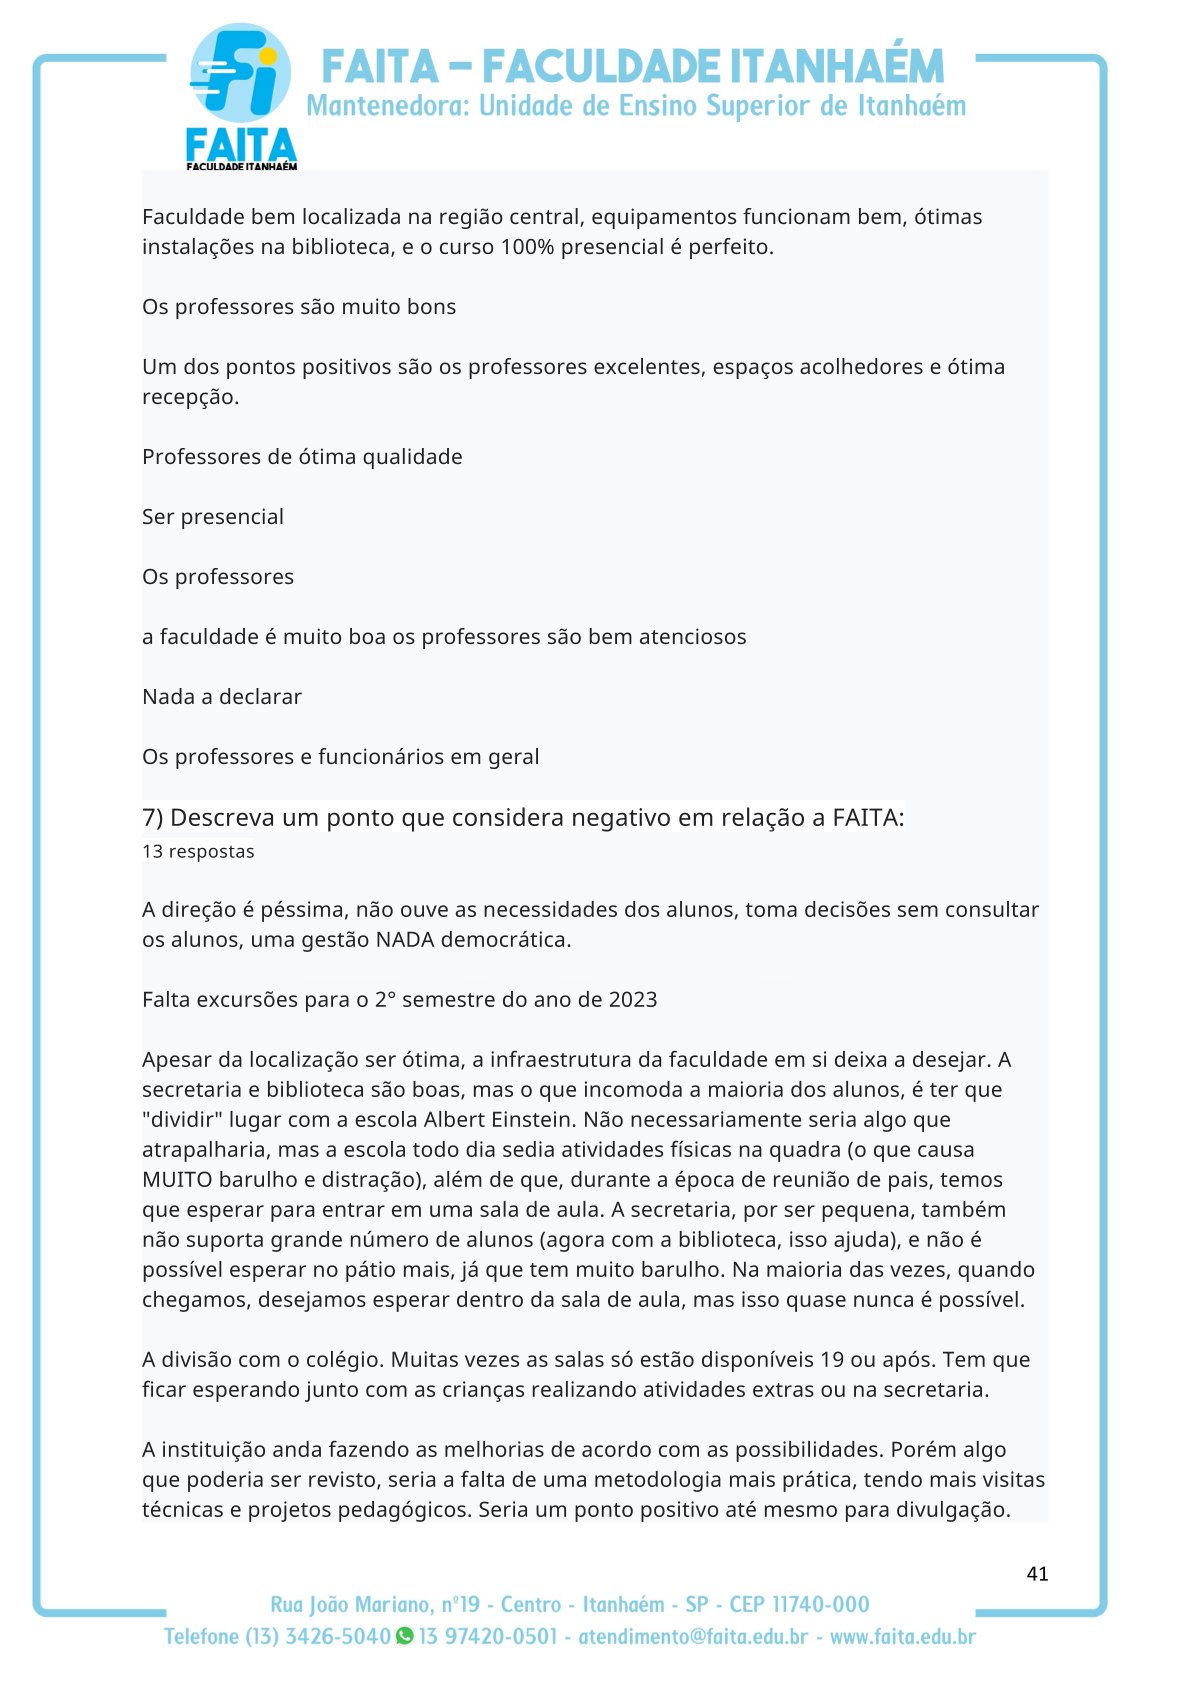 FAITA – FACULDADE ITANHAÉM
Mantenedora: Unidade de Ensino Superior de Itanhaém
FAITA
FACULDADE ITANHAÉM
Faculdade bem localizada na região central, equipamentos funcionam bem, ótimas
instalações na biblioteca, e o curso 100% presencial é perfeito.
Os professores são muito bons
Um dos pontos positivos são os professores excelentes, espaços acolhedores e ótima
recepção.
Professores de ótima qualidade
Ser presencial
Os professores
a faculdade é muito boa os professores são bem atenciosos
Nada a declarar
Os professores e funcionários em geral
7) Descreva um ponto que considera negativo em relação a FAITA:
13 respostas
A direção é péssima, não ouve as necessidades dos alunos, toma decisões sem consultar
os alunos, uma gestão NADA democrática.
Falta excursões para o 2° semestre do ano de 2023
Apesar da localização ser ótima, a infraestrutura da faculdade em si deixa a desejar. A
secretaria e biblioteca são boas, mas o que incomoda a maioria dos alunos, é ter que
"dividir" lugar com a escola Albert Einstein. Não necessariamente seria algo que
atrapalharia, mas a escola todo dia sedia atividades físicas na quadra (o que causa
MUITO barulho e distração), além de que, durante a época de reunião de pais, temos
que esperar para entrar em uma sala de aula. A secretaria, por ser pequena, também
não suporta grande número de alunos (agora com a biblioteca, isso ajuda), e não é
possível esperar no pátio mais, já que tem muito barulho. Na maioria das vezes, quando
chegamos, desejamos esperar dentro da sala de aula, mas isso quase nunca é possível.
A divisão com o colégio. Muitas vezes as salas só estão disponíveis 19 ou após. Tem que
ficar esperando junto com as crianças realizando atividades extras ou na secretaria.
A instituição anda fazendo as melhorias de acordo com as possibilidades. Porém algo
que poderia ser revisto, seria a falta de uma metodologia mais prática, tendo mais visitas
técnicas e projetos pedagógicos. Seria um ponto positivo até mesmo para divulgação.
41
Rua João Mariano, nº19 - Centro - Itanhaém - SP - CEP 11740-000
Telefone (13) 3426-5040 13 97420-0501 - atendimento@faita.edu.br - www.faita.edu.br